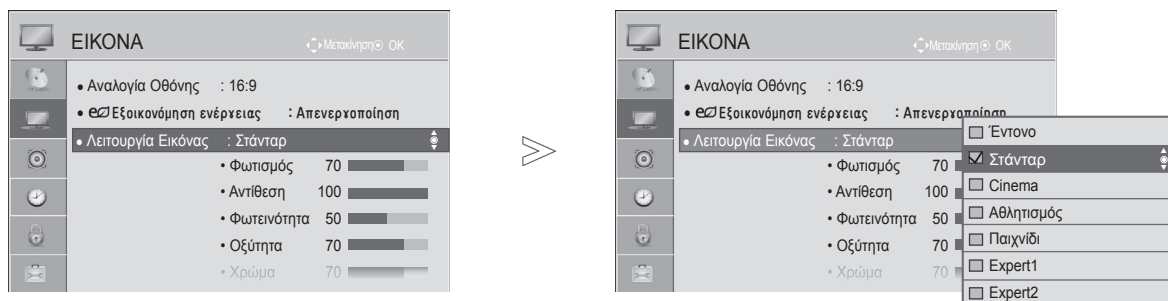 ΕΙΚΟΝΑ Μετακίνηση OK
• Αναλογία Οθόνης : 16:9
• Εξοικονόμηση ενέργειας : Απενεργοποίηση
• Λειτουργία Εικόνας : Στάνταρ
• Φωτισμός 70
• Αντίθεση 100
• Φωτεινότητα 50
• Οξύτητα 70
• Χρώμα 70
ΕΙΚΟΝΑ Μετακίνηση OK
• Αναλογία Οθόνης : 16:9
• Εξοικονόμηση ενέργειας : Απενεργοποίηση
• Λειτουργία Εικόνας : Στάνταρ
• Φωτισμός 70
• Αντίθεση 100
• Φωτεινότητα 50
• Οξύτητα 70
• Χρώμα 70
Έντονο
Στάνταρ
Cinema
Αθλητισμός
Παιχνίδι
Expert1
Expert2